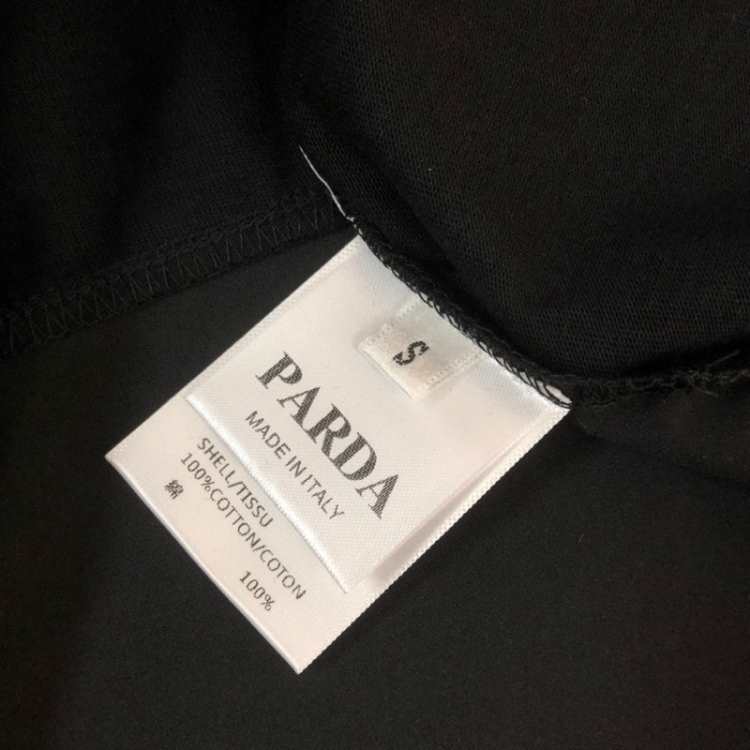 S
PARDA
MADE IN ITALY
SHELL/TISSU
100%COTTON/COTON
綿 100%